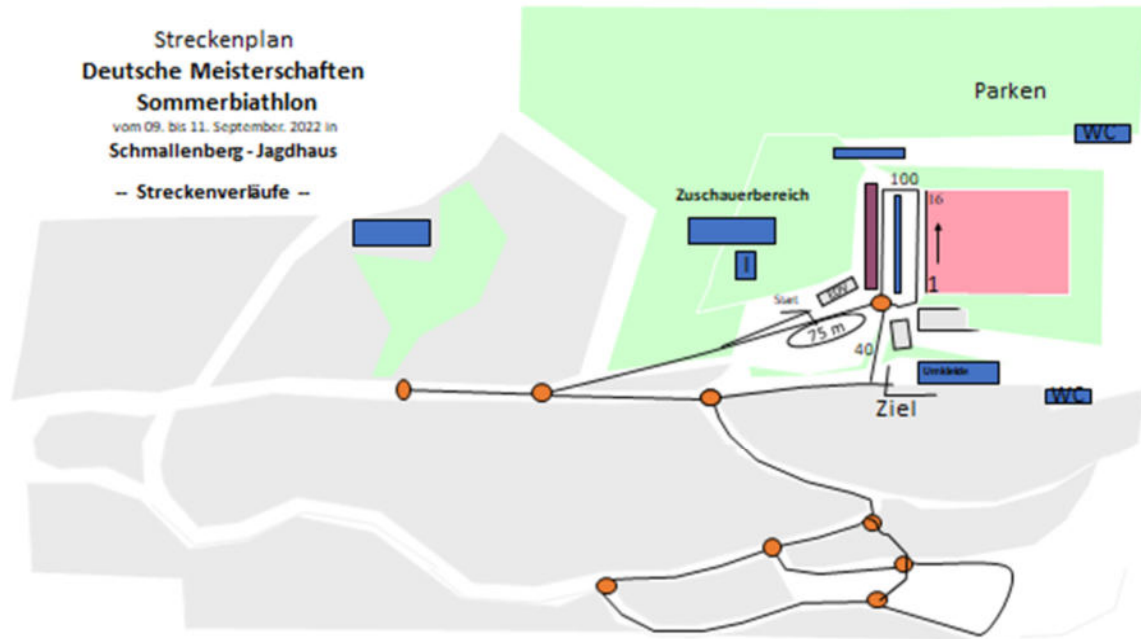 Streckenplan
Deutsche Meisterschaften
Sommerbiathlon
vom 09. bis 11. September. 2022 in
Schmallenberg - Jagdhaus
-- Streckenverläufe --
Parken
WC
Zuschauerbereich
100
16
I
1
Start
75 m
40
Umkleide
Ziel
WC